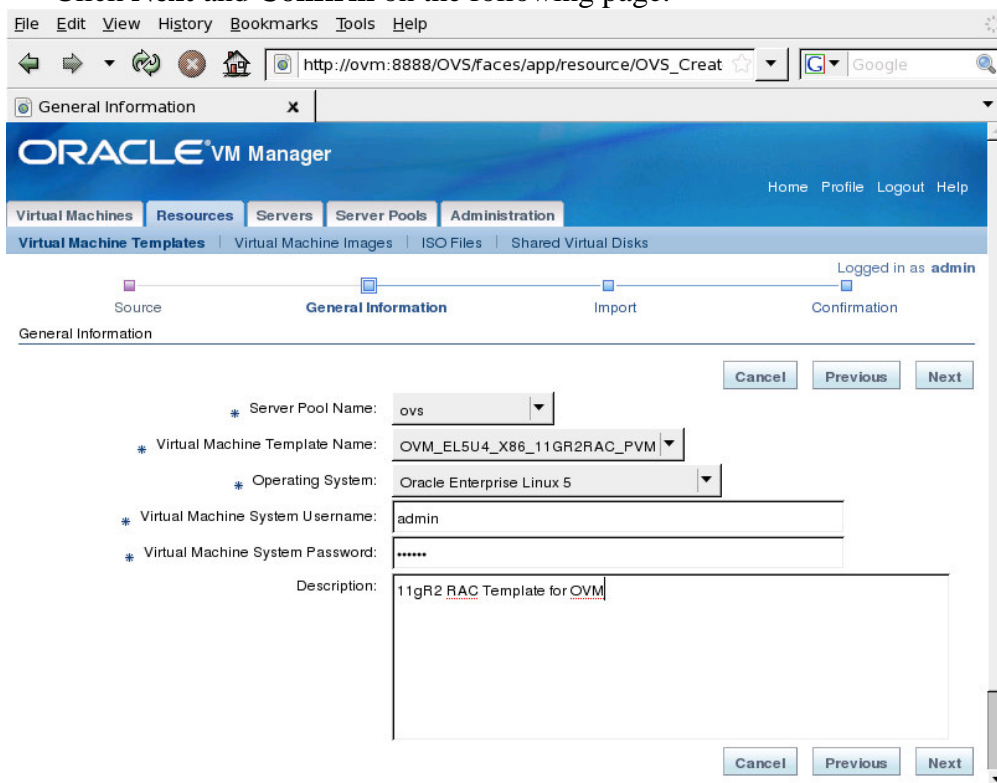 Click Next and Confirm on the following page.
File Edit View History Bookmarks Tools Help
http://ovm:8888/OVS/faces/app/resource/OVS_Creat
G Google
General Information x
ORACLE VM Manager
Home Profile Logout Help
Virtual Machines Resources Servers Server Pools Administration
Virtual Machine Templates | Virtual Machine Images | ISO Files | Shared Virtual Disks
Logged in as admin
Source General Information Import Confirmation
General Information
Cancel Previous Next
* Server Pool Name: ovs
* Virtual Machine Template Name: OVM_EL5U4_X86_11GR2RAC_PVM
* Operating System: Oracle Enterprise Linux 5
* Virtual Machine System Username: admin
* Virtual Machine System Password: ••••••
Description: 11gR2 RAC Template for OVM
Cancel Previous Next